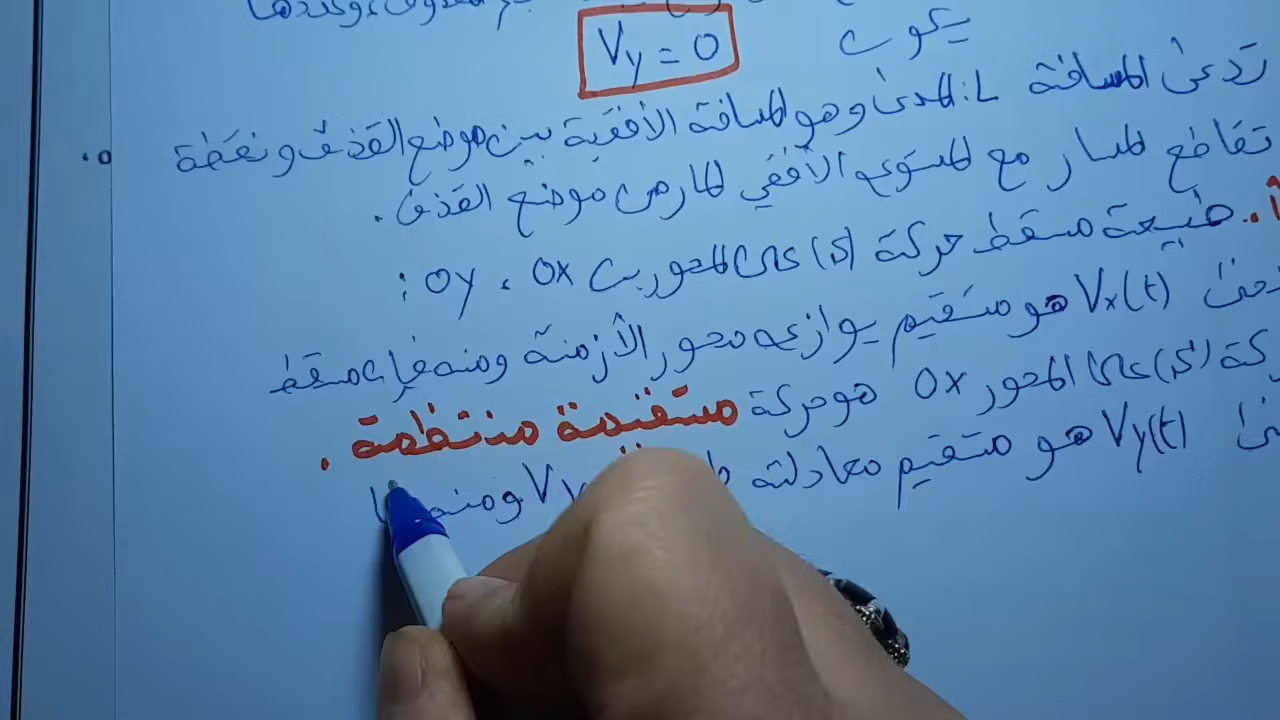 يكون
Vy = 0
تدعى المسافة L: المدى وهو المسافة الأفقية بين موضع القذف ونقطة
تقاطع المسار مع المستوى الأفقي المار من موضع القذف.
طبيعة مسقط حركة (S) على المحورين Ox ، Oy :
Vx(t) هو مستقيم يوازي محور الأزمنة ومنه فإن مسقط
(S) على المحور Ox هو حركة مستقيمة منتظمة .
Vy(t) هو مستقيم معادلته